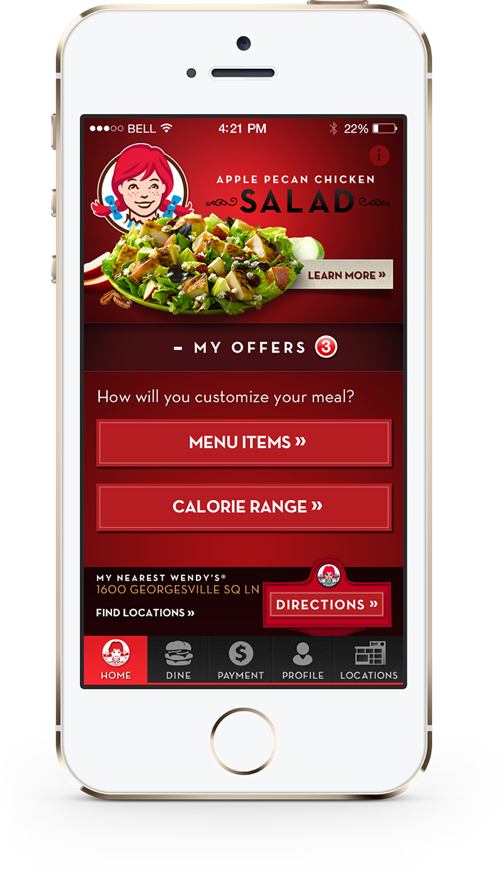 BELL 4:21 PM 22%
i
APPLE PECAN CHICKEN
SALAD
LEARN MORE »
– MY OFFERS 3
How will you customize your meal?
MENU ITEMS »
CALORIE RANGE »
MY NEAREST WENDY'S®
1600 GEORGESVILLE SQ LN
FIND LOCATIONS »
DIRECTIONS »
HOME DINE PAYMENT PROFILE LOCATIONS